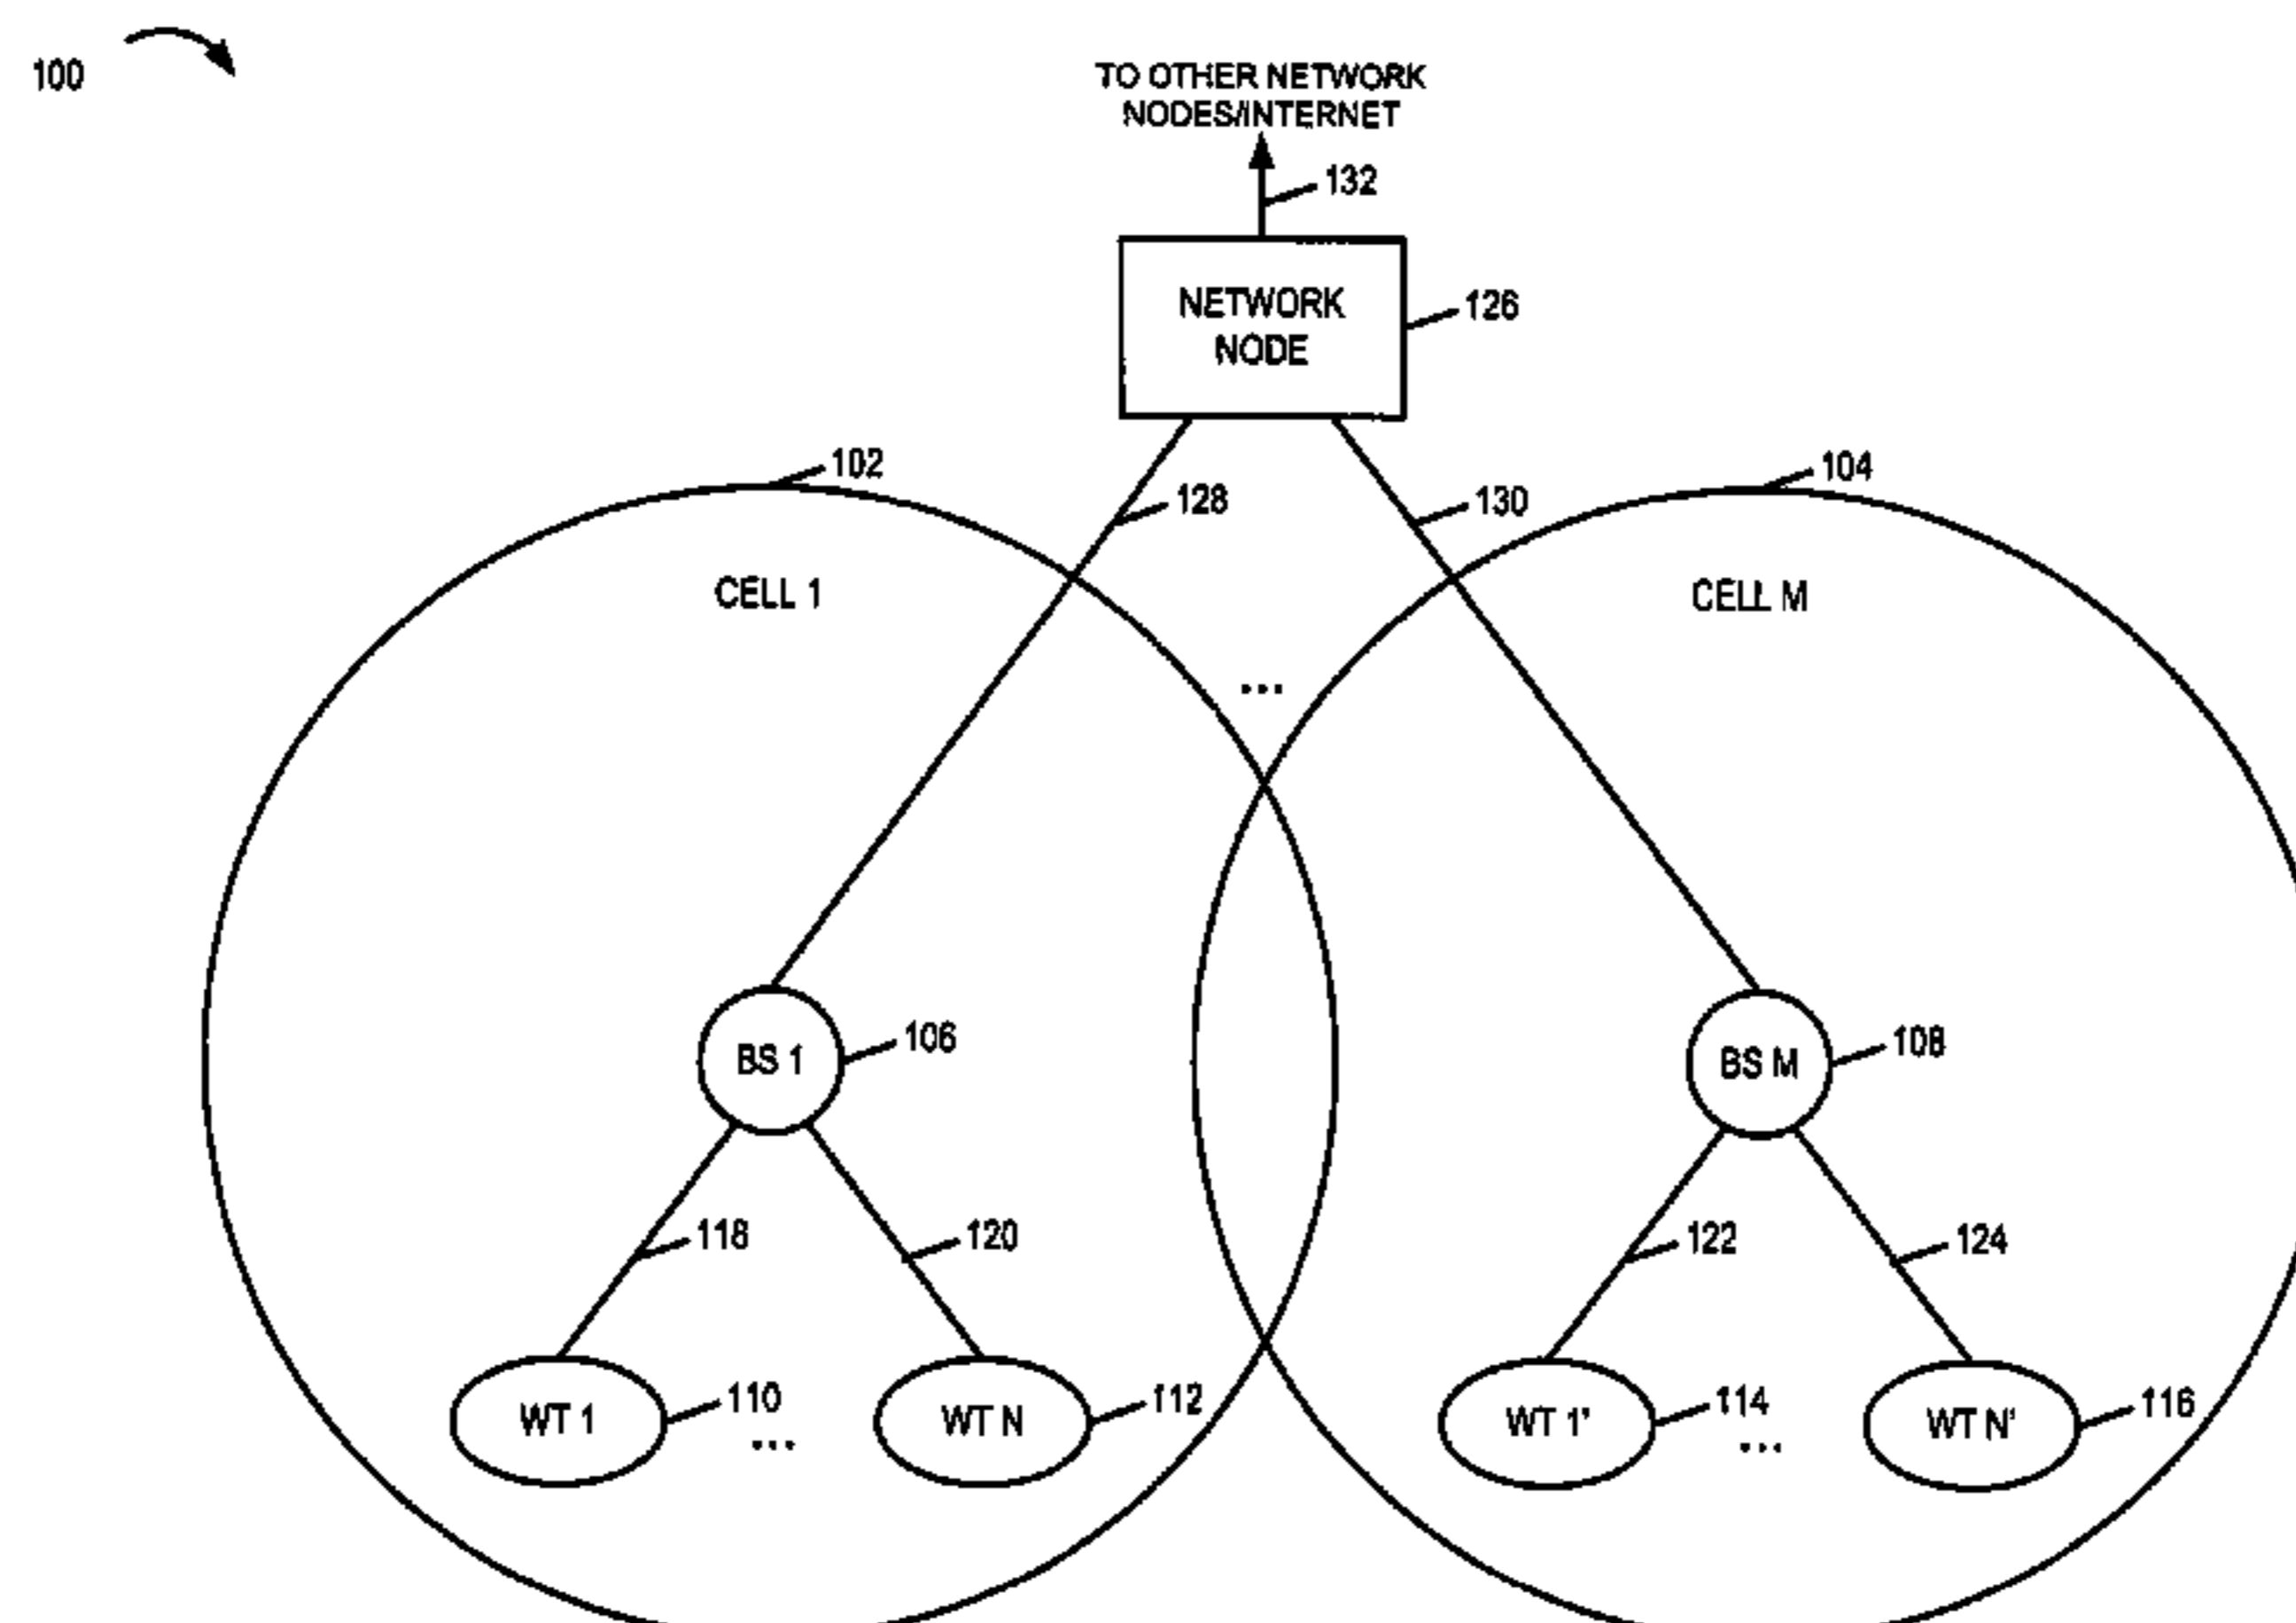 100
TO OTHER NETWORK
NODES/INTERNET
132
NETWORK
NODE
126
102
104
128
130
CELL 1
CELL M
...
BS 1
106
BS M
108
118
120
122
124
WT 1
110
...
WT N
112
WT 1'
114
...
WT N'
116